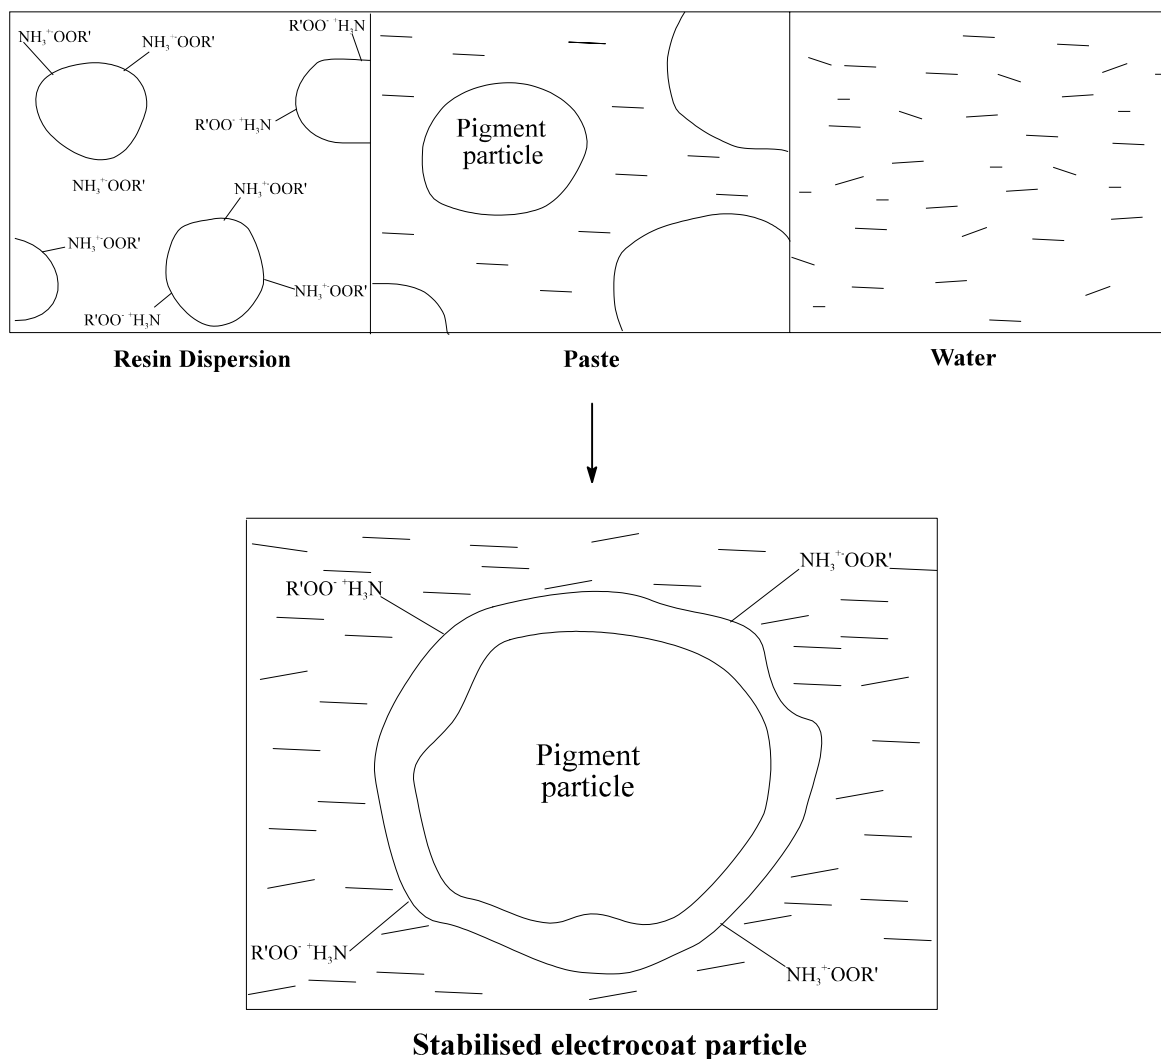 R'OO⁻ ⁺H₃N
NH₃⁺⁻OOR'
NH₃⁺⁻OOR'
R'OO⁻ ⁺H₃N
NH₃⁺⁻OOR'
NH₃⁺⁻OOR'
NH₃⁺⁻OOR'
NH₃⁺⁻OOR'
R'OO⁻ ⁺H₃N
Pigment
particle
Resin Dispersion
Paste
Water
NH₃⁺⁻OOR'
R'OO⁻ ⁺H₃N
Pigment
particle
R'OO⁻ ⁺H₃N
NH₃⁺⁻OOR'
Stabilised electrocoat particle